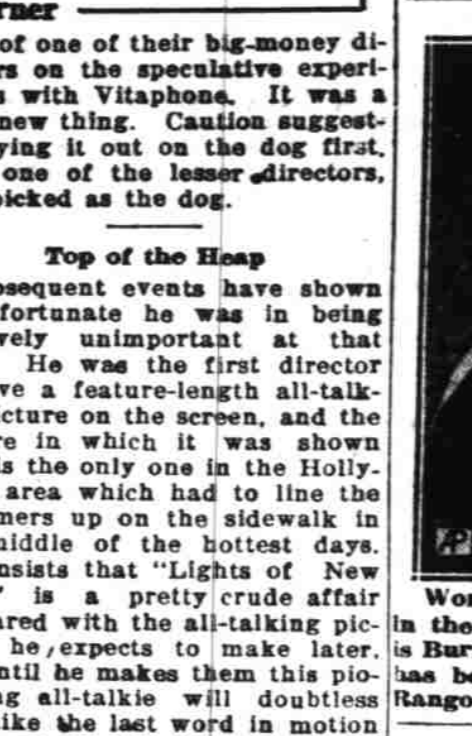 rner
of one of their big-money di-
rs on the speculative experi-
s with Vitaphone. It was a
new thing. Caution suggest-
ying it out on the dog first,
one of the lesser directors,
picked as the dog.
Top of the Heap
bsequent events have shown
fortunate he was in being
vely unimportant at that
He was the first director
ve a feature-length all-talk-
cture on the screen, and the
re in which it was shown
is the only one in the Holly-
area which had to line the
mers up on the sidewalk in
middle of the hottest days.
nsists that "Lights of New
is a pretty crude affair
ared with the all-talking pic-
he expects to make later.
ntil he makes them this pio-
ng all-talkie will doubtless
like the last word in motion
AP
Wor
in the
is Bur
has be
Rango